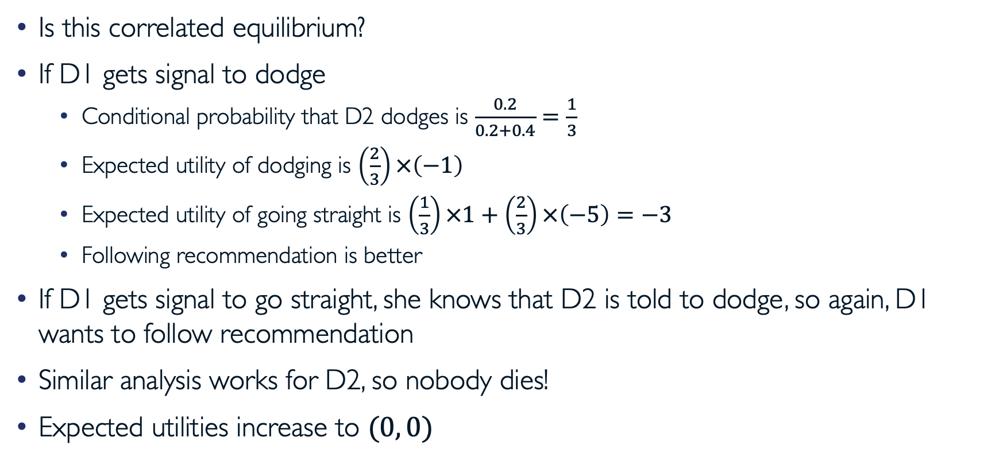 • Is this correlated equilibrium?
• If D1 gets signal to dodge
• Conditional probability that D2 dodges is \frac{0.2}{0.2+0.4} = \frac{1}{3}
• Expected utility of dodging is \left(\frac{2}{3}\right)×(−1)
• Expected utility of going straight is \left(\frac{1}{3}\right)×1 + \left(\frac{2}{3}\right)×(−5) = −3
• Following recommendation is better
• If D1 gets signal to go straight, she knows that D2 is told to dodge, so again, D1
wants to follow recommendation
• Similar analysis works for D2, so nobody dies!
• Expected utilities increase to (0, 0)